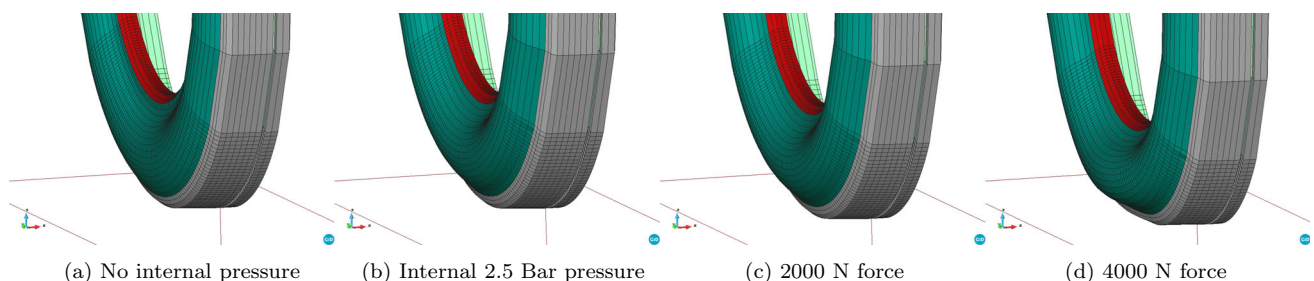 (a) No internal pressure
(b) Internal 2.5 Bar pressure
(c) 2000 N force
(d) 4000 N force